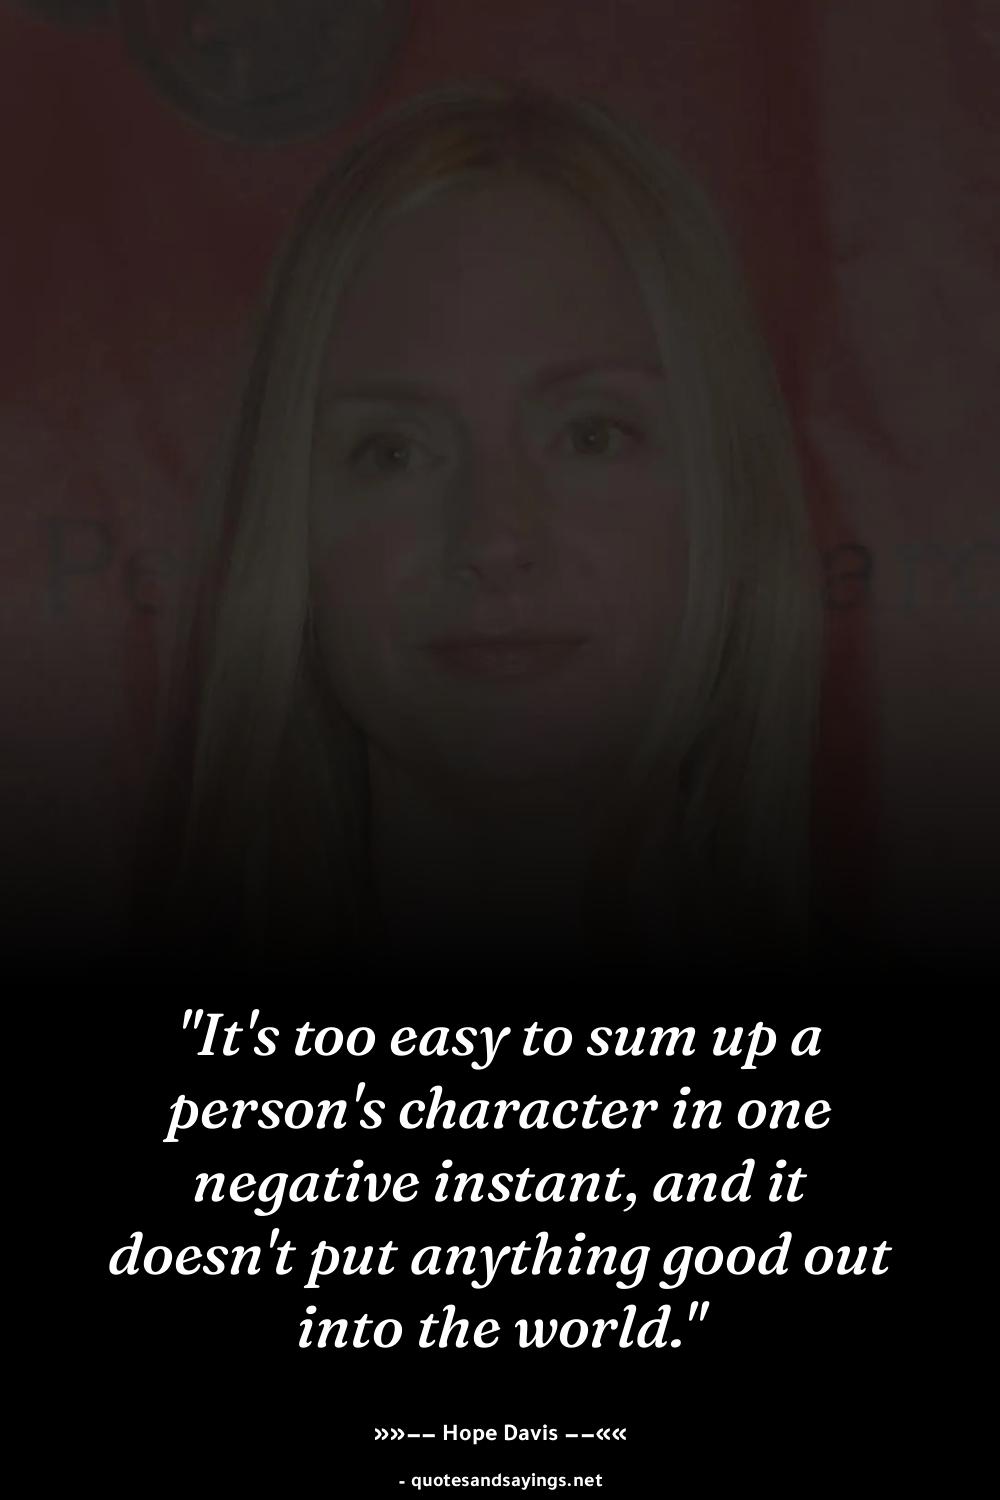 "It's too easy to sum up a
person's character in one
negative instant, and it
doesn't put anything good out
into the world."
»»−− Hope Davis −−««
- quotesandsayings.net